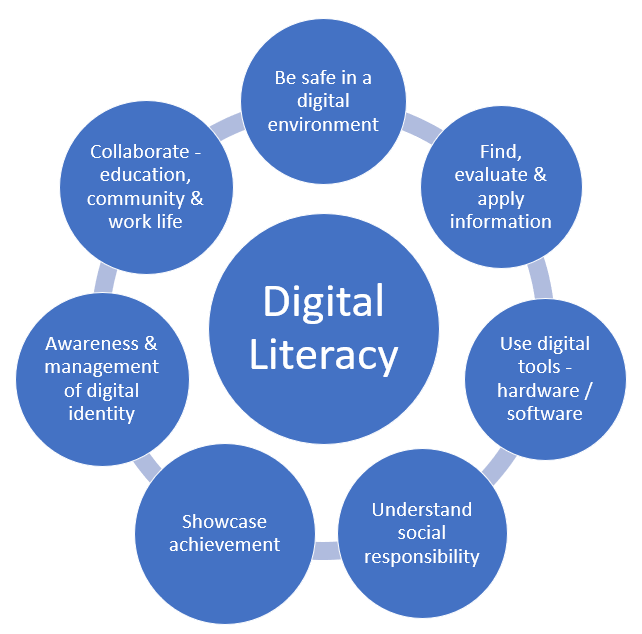 Be safe in a
digital
environment
Find,
evaluate &
apply
information
Use digital
tools -
hardware /
software
Understand
social
responsibility
Showcase
achievement
Awareness &
management
of digital
identity
Collaborate -
education,
community &
work life
Digital
Literacy